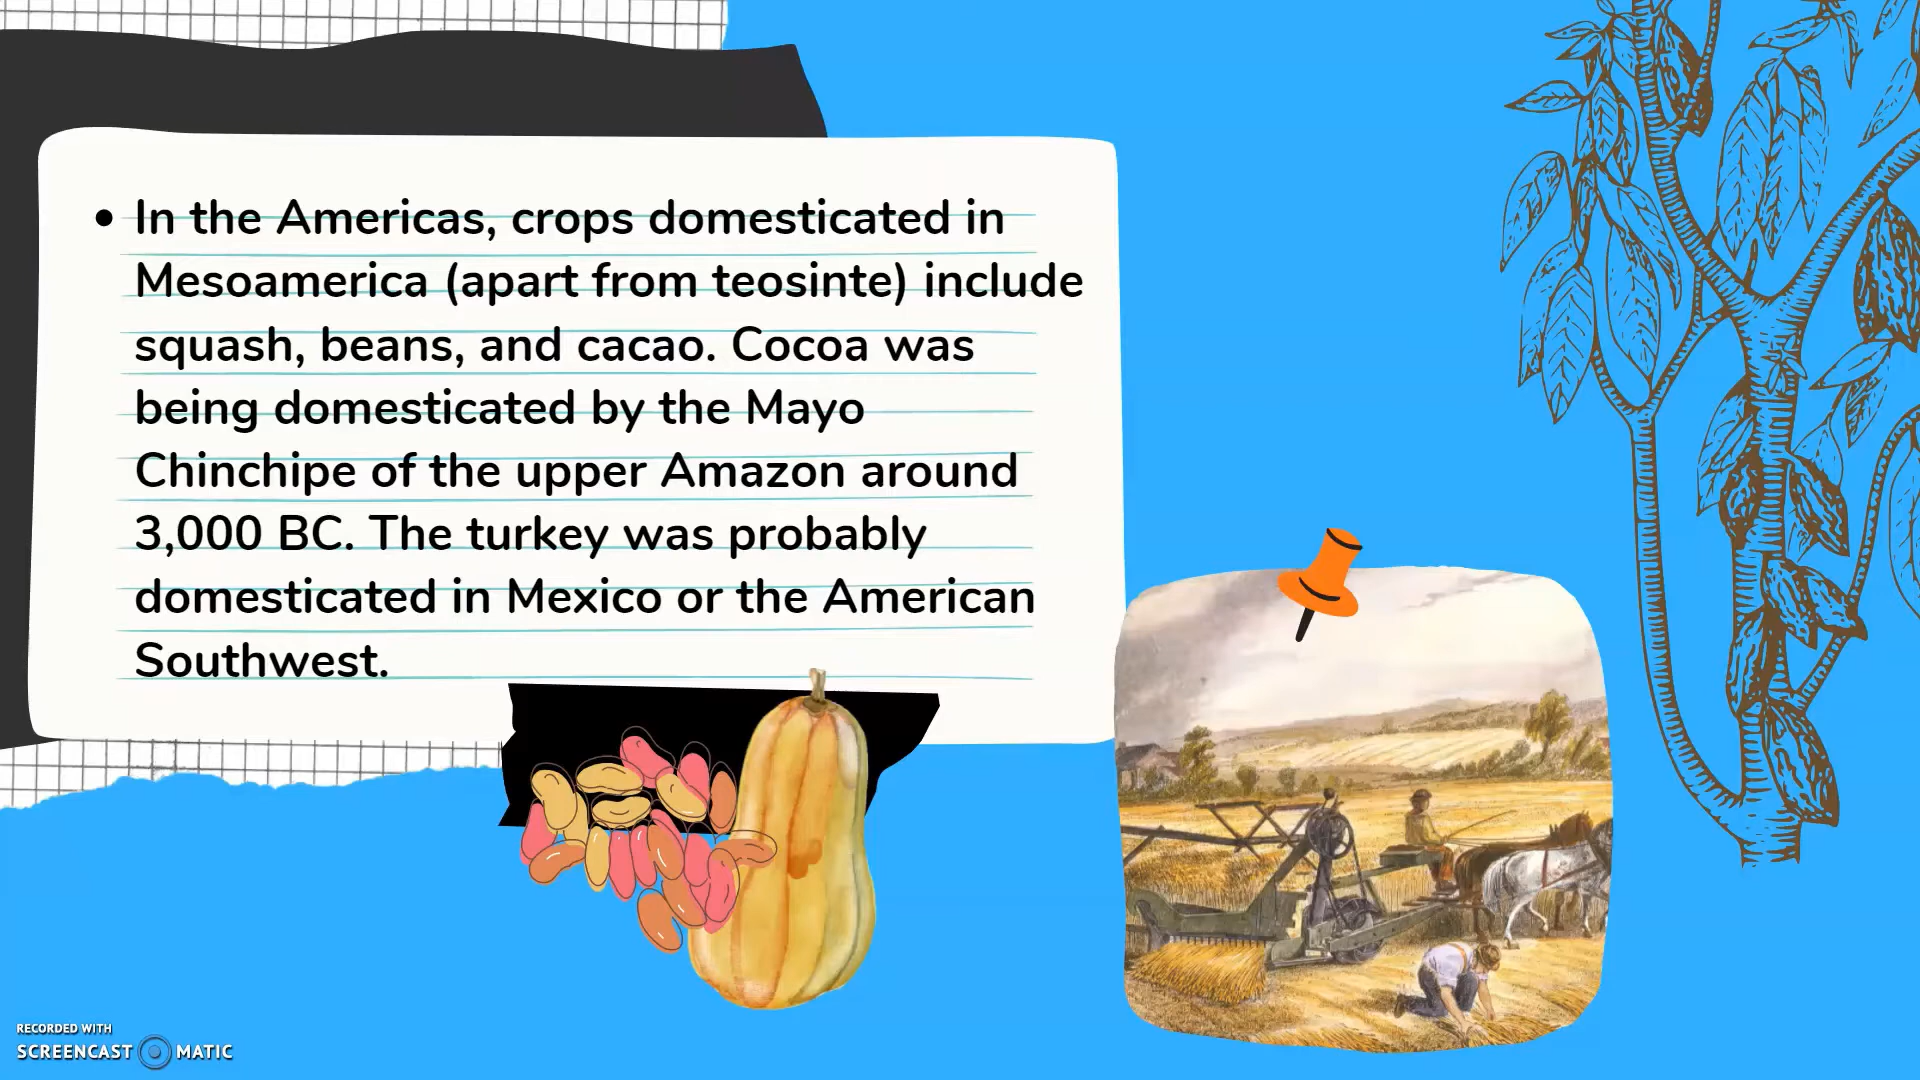 • In the Americas, crops domesticated in
Mesoamerica (apart from teosinte) include
squash, beans, and cacao. Cocoa was
being domesticated by the Mayo
Chinchipe of the upper Amazon around
3,000 BC. The turkey was probably
domesticated in Mexico or the American
Southwest.
RECORDED WITH
SCREENCAST MATIC